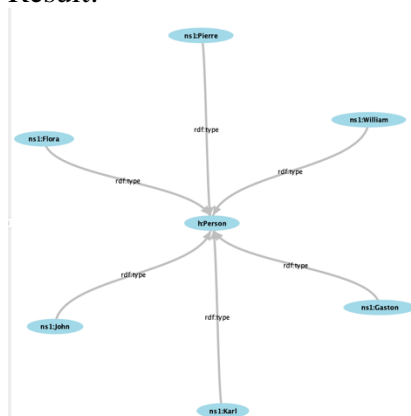 Result:
ns1:Pierre
ns1:William
rdf:type
ns1:Flora
rdf:type
rdf:type
h:Person
rdf:type
rdf:type
ns1:Gaston
rdf:type
ns1:John
ns1:Karl